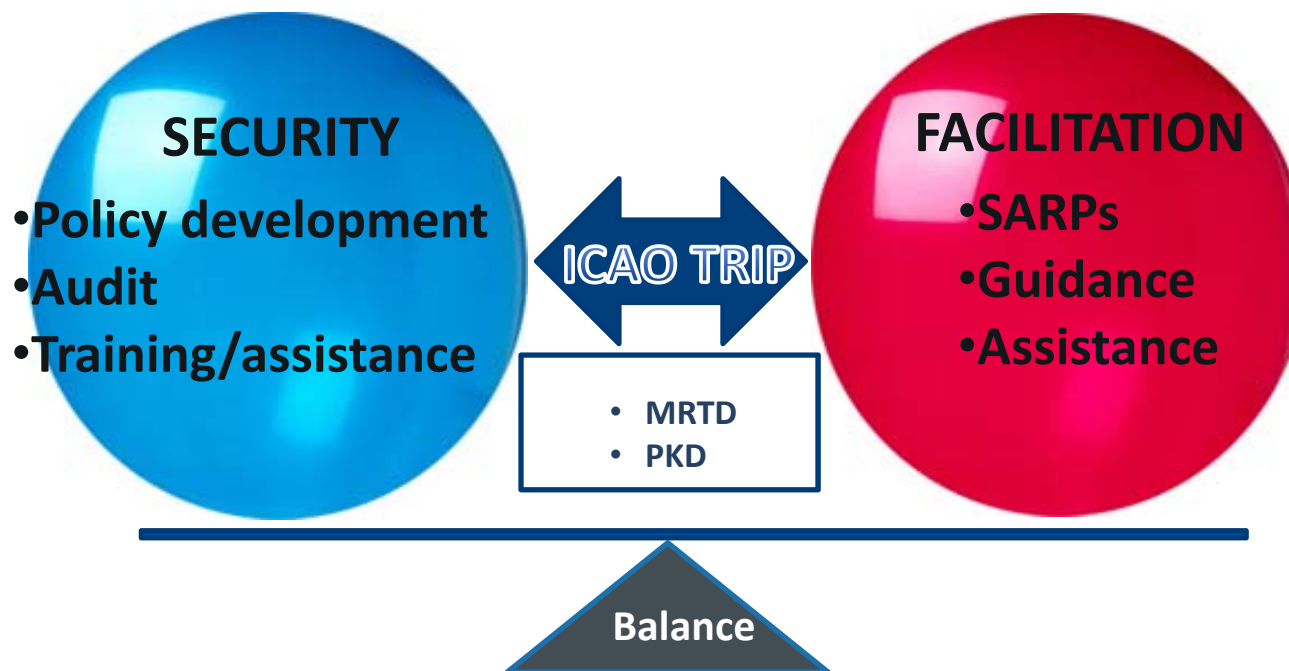 SECURITY
•Policy development
•Audit
•Training/assistance
ICAO TRIP
• MRTD
• PKD
FACILITATION
•SARPs
•Guidance
•Assistance
Balance